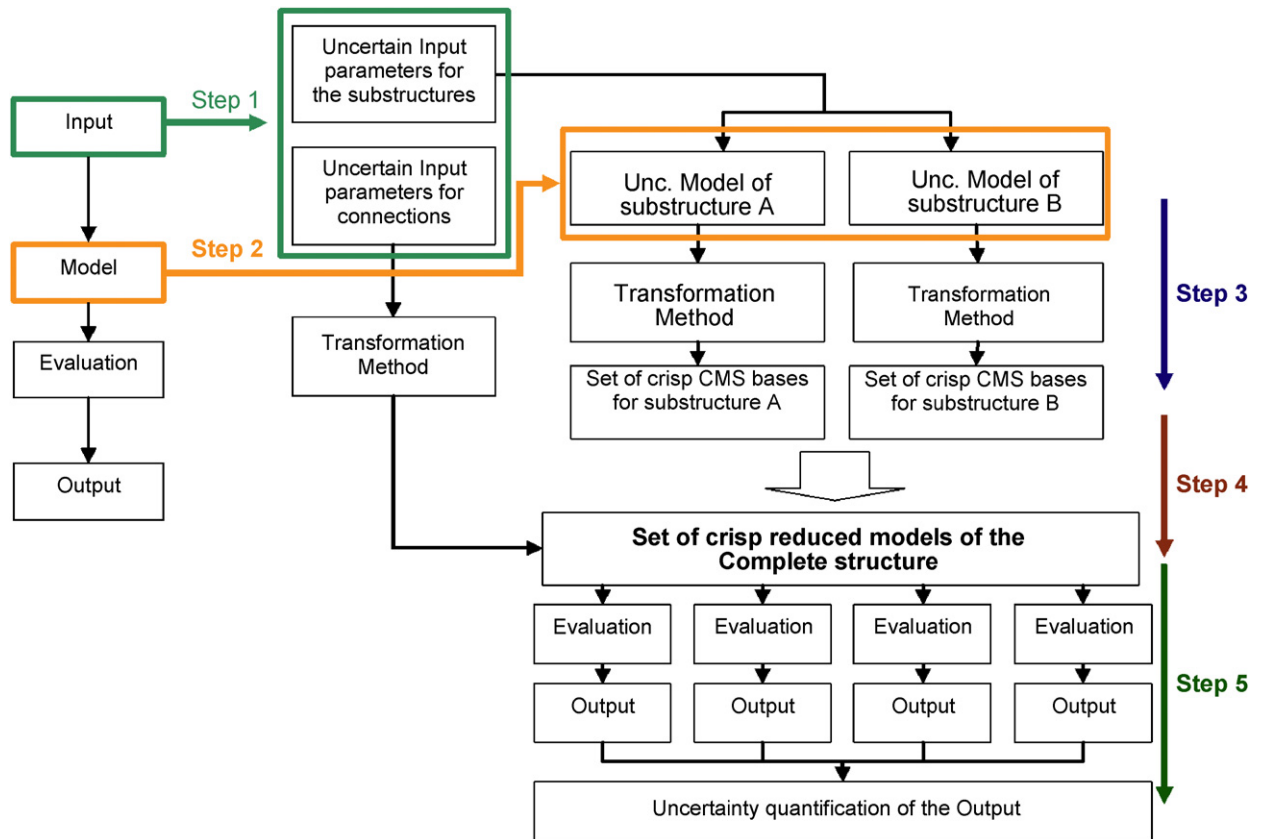 Input
Model
Evaluation
Output
Step 1
Step 2
Uncertain Input
parameters for
the substructures
Uncertain Input
parameters for
connections
Transformation
Method
Unc. Model of
substructure A
Unc. Model of
substructure B
Transformation
Method
Transformation
Method
Set of crisp CMS bases
for substructure A
Set of crisp CMS bases
for substructure B
Step 3
Step 4
Set of crisp reduced models of the
Complete structure
Evaluation
Evaluation
Evaluation
Evaluation
Output
Output
Output
Output
Step 5
Uncertainty quantification of the Output